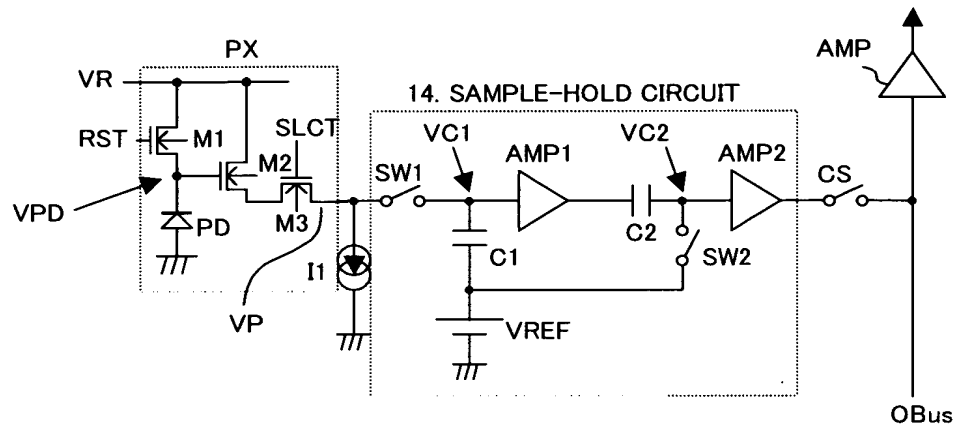 PX
AMP
VR
14. SAMPLE-HOLD CIRCUIT
RST
M1
SLCT
VC1
VC2
M2
SW1
AMP1
AMP2
CS
VPD
PD
M3
C1
C2
SW2
I1
VP
VREF
OBus